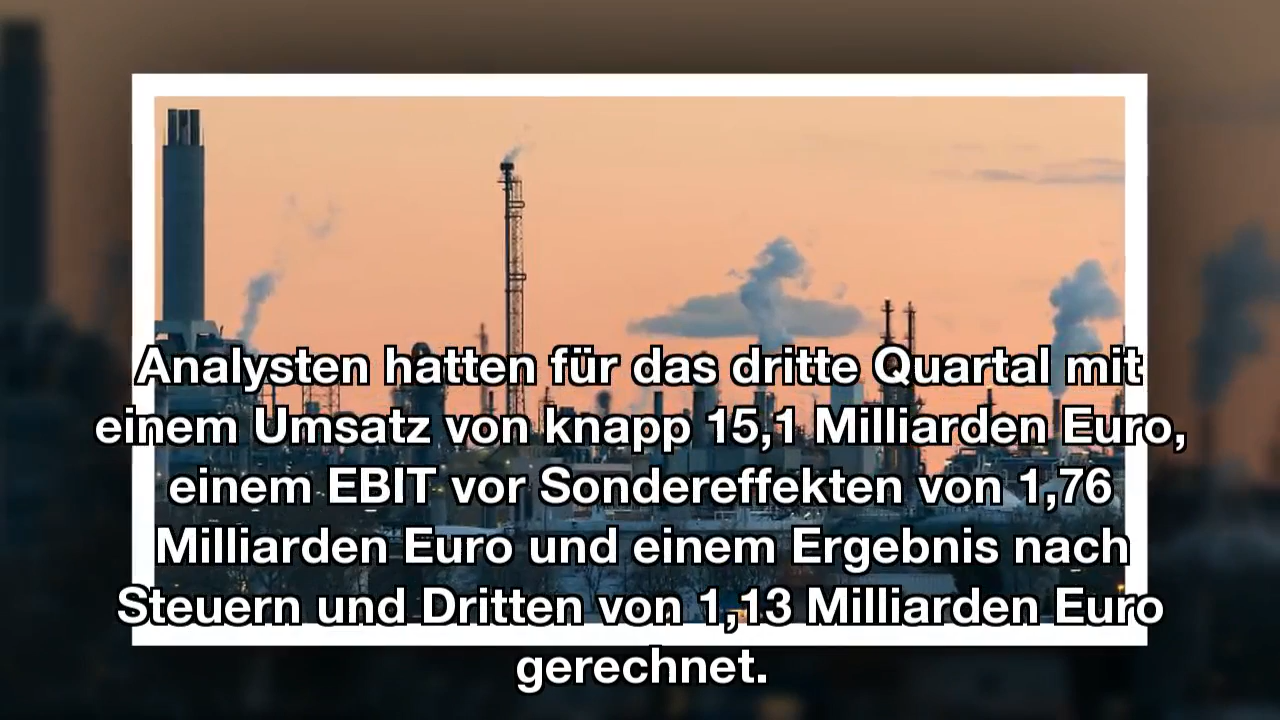 Analysten hatten für das dritte Quartal mit
einem Umsatz von knapp 15,1 Milliarden Euro,
einem EBIT vor Sondereffekten von 1,76
Milliarden Euro und einem Ergebnis nach
Steuern und Dritten von 1,13 Milliarden Euro
gerechnet.